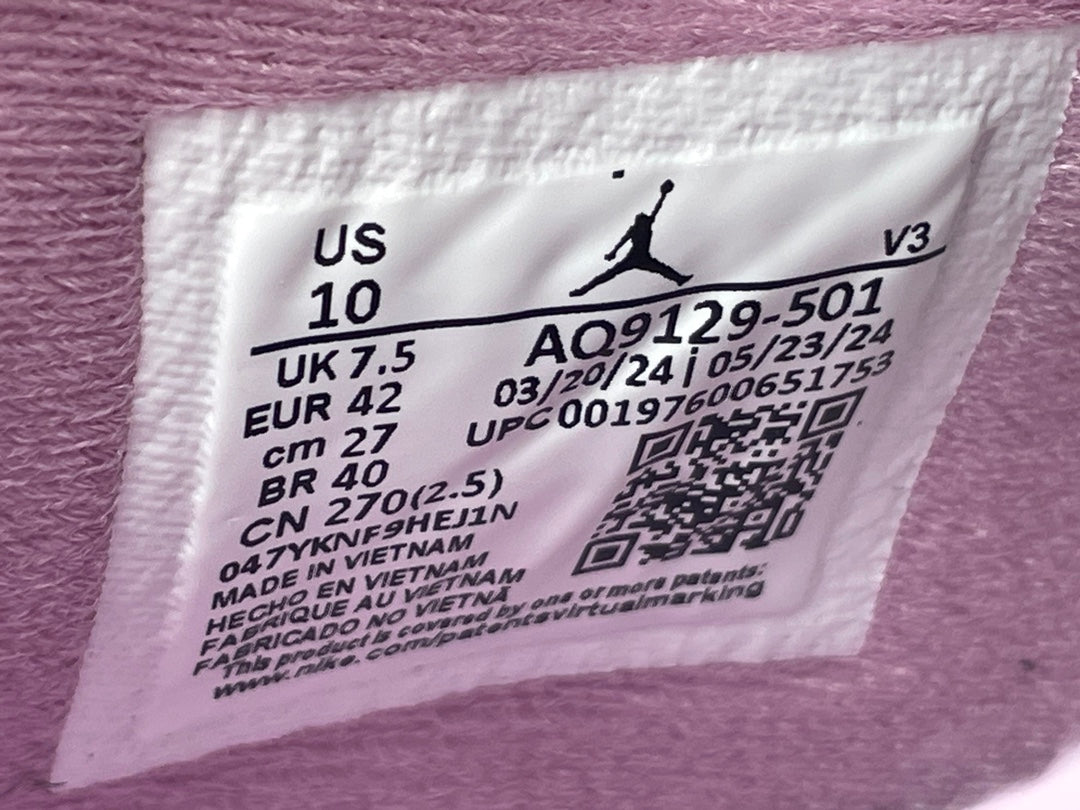 US
10
V3
UK 7.5
EUR 42
cm 27
BR 40
CN 270(2.5)
AQ9129-501
03/20/24 | 05/23/24
UPC 00197600651753
047YKNF9HEJ1N
MADE IN VIETNAM
HECHO EN VIETNAM
FABRIQUE AU VIETNAM
FABRICADO NO VIETNÃ
This product is covered by one or more patents:
www.nike.com/patentsvirtualmarking